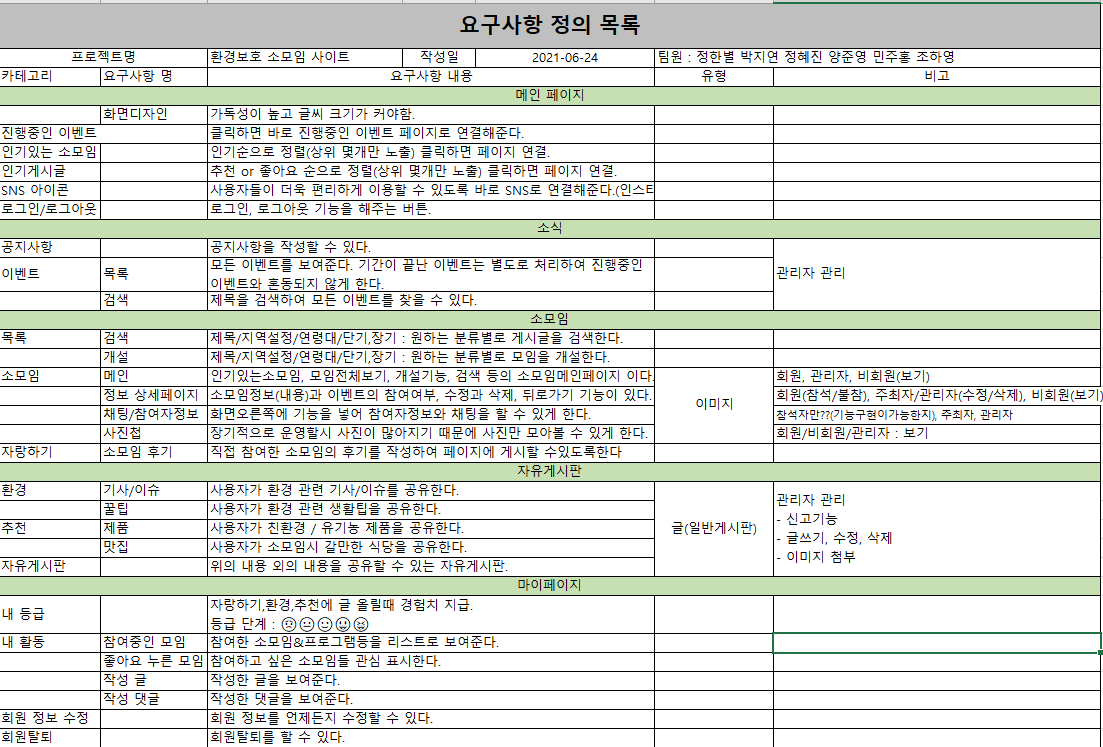 요구사항 정의 목록
프로젝트명 환경보호 소모임 사이트 작성일 2021-06-24 팀원 : 정한별 박지연 정혜진 양준영 민주홍 조하영
카테고리 요구사항 명 요구사항 내용 유형 비고
메인 페이지
화면디자인 가독성이 높고 글씨 크기가 커야함.
진행중인 이벤트 클릭하면 바로 진행중인 이벤트 페이지로 연결해준다.
인기있는 소모임 인기순으로 정렬(상위 몇개만 노출) 클릭하면 페이지 연결.
인기게시글 추천 or 좋아요 순으로 정렬(상위 몇개만 노출) 클릭하면 페이지 연결.
SNS 아이콘 사용자들이 더욱 편리하게 이용할 수 있도록 바로 SNS로 연결해준다.(인스타
로그인/로그아웃 로그인, 로그아웃 기능을 해주는 버튼.
소식
공지사항 공지사항을 작성할 수 있다.
이벤트 목록 모든 이벤트를 보여준다. 기간이 끝난 이벤트는 별도로 처리하여 진행중인
이벤트와 혼동되지 않게 한다.
관리자 관리
검색 제목을 검색하여 모든 이벤트를 찾을 수 있다.
소모임
목록 검색 제목/지역설정/연령대/단기,장기 : 원하는 분류별로 게시글을 검색한다.
개설 제목/지역설정/연령대/단기,장기 : 원하는 분류별로 모임을 개설한다.
소모임 메인 인기있는소모임, 모임전체보기, 개설기능, 검색 등의 소모임메인페이지 이다. 회원, 관리자, 비회원(보기)
정보 상세페이지 소모임정보(내용)과 이벤트의 참여여부, 수정과 삭제, 뒤로가기 기능이 있다. 회원(참석/불참), 주최자/관리자(수정/삭제), 비회원(보기)
이미지
채팅/참여자정보 화면오른쪽에 기능을 넣어 참여자정보와 채팅을 할 수 있게 한다. 참석자만??(기능구현이가능한지), 주최자, 관리자
사진첩 장기적으로 운영할시 사진이 많아지기 때문에 사진만 모아볼 수 있게 한다. 회원/비회원/관리자 : 보기
자랑하기 소모임 후기 직접 참여한 소모임의 후기를 작성하여 페이지에 게시할 수있도록한다
자유게시판
환경 기사/이슈 사용자가 환경 관련 기사/이슈를 공유한다.
꿀팁 사용자가 환경 관련 생활팁을 공유한다.
추천 제품 사용자가 친환경 / 유기농 제품을 공유한다.
맛집 사용자가 소모임시 갈만한 식당을 공유한다.
자유게시판 위의 내용 외의 내용을 공유할 수 있는 자유게시판.
글(일반게시판)
관리자 관리
- 신고기능
- 글쓰기, 수정, 삭제
- 이미지 첨부
마이페이지
내 등급 자랑하기,환경,추천에 글 올릴때 경험치 지급.
등급 단계 : 😣😐🙂😃😆
내 활동 참여중인 모임 참여한 소모임&프로그램등을 리스트로 보여준다.
좋아요 누른 모임 참여하고 싶은 소모임들 관심 표시한다.
작성 글 작성한 글을 보여준다.
작성 댓글 작성한 댓글을 보여준다.
회원 정보 수정 회원 정보를 언제든지 수정할 수 있다.
회원탈퇴 회원탈퇴를 할 수 있다.